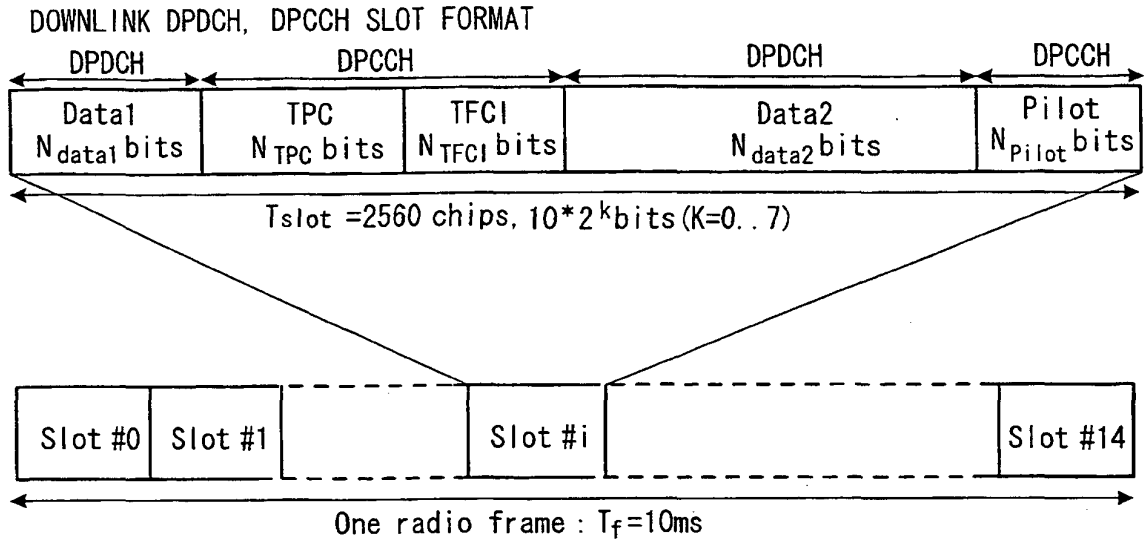 DOWNLINK DPDCH, DPCCH SLOT FORMAT
DPDCH DPCCH DPDCH DPCCH
Data1 TPC TFCI Data2 Pilot
N_data1 bits N_TPC bits N_TFCI bits N_data2 bits N_Pilot bits
Tslot =2560 chips, 10*2^k bits (K=0..7)
Slot #0 Slot #1 Slot #i Slot #14
One radio frame : T_f=10ms